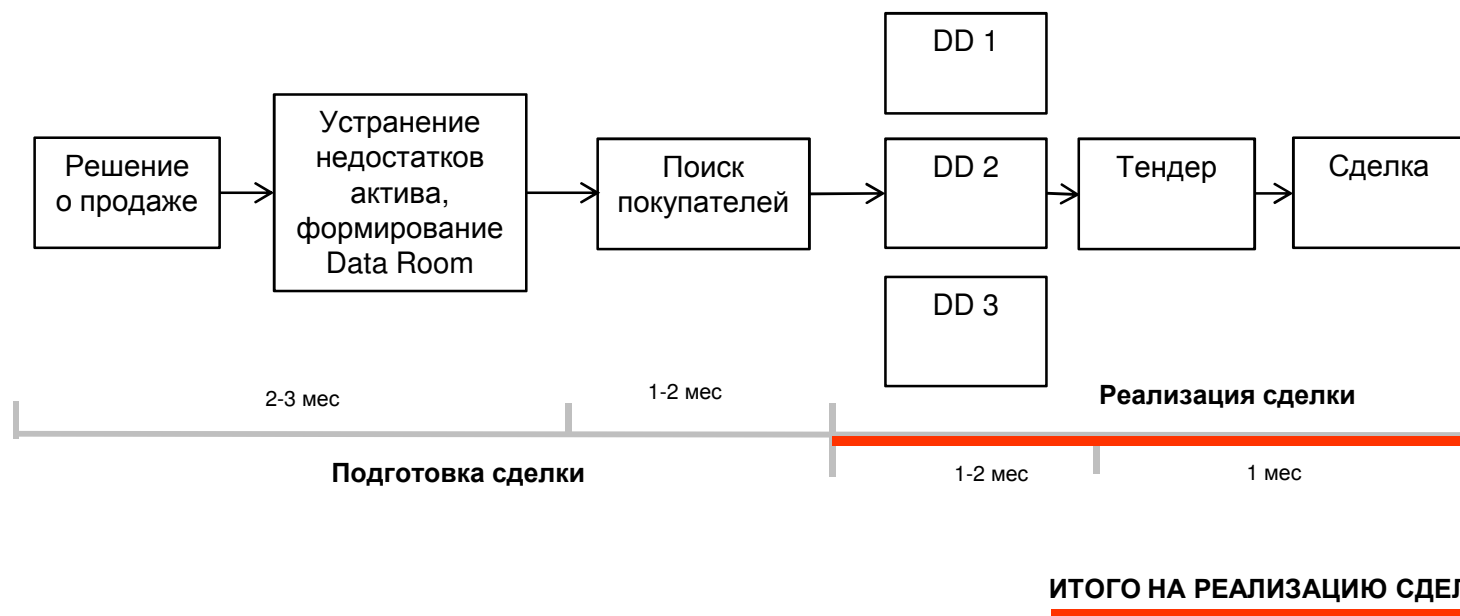 DD 1
Решение
о продаже
Устранение
недостатков
актива,
формирование
Data Room
Поиск
покупателей
DD 2
Тендер
Сделка
DD 3
2-3 мес
1-2 мес
Реализация сделки
Подготовка сделки
1-2 мес
1 мес
ИТОГО НА РЕАЛИЗАЦИЮ